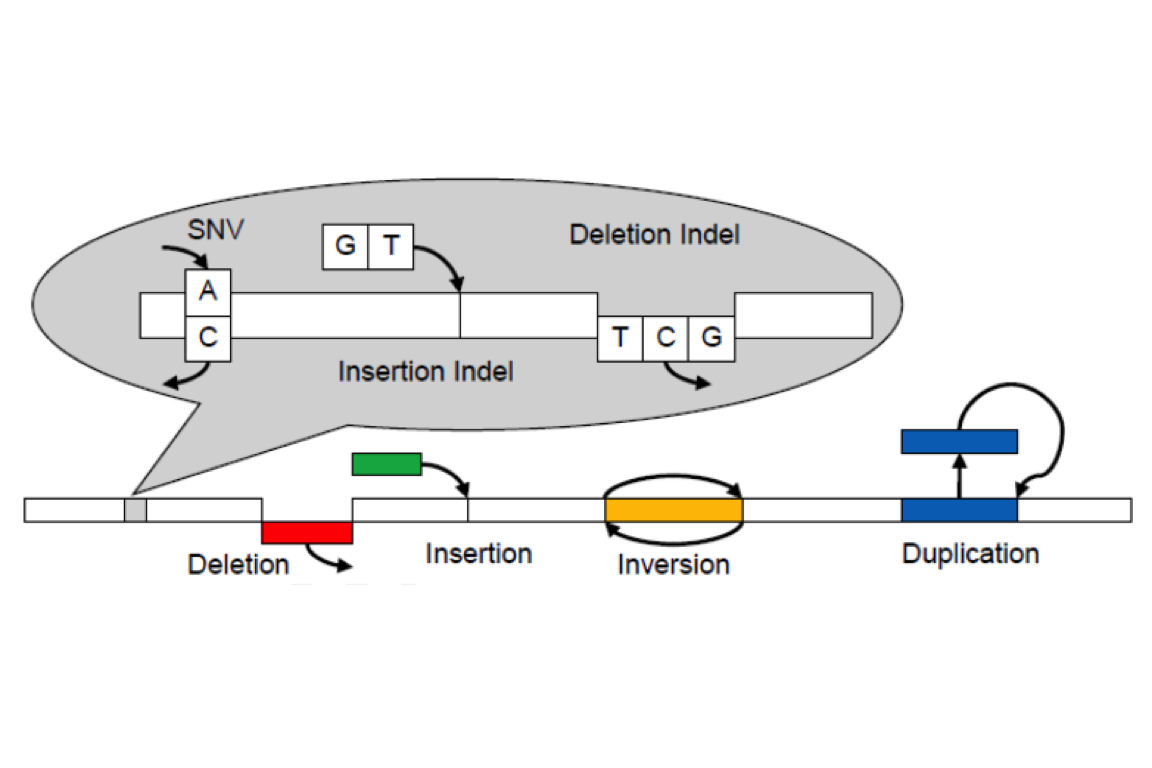 SNV
G T
Deletion Indel
A
C
T C G
Insertion Indel
Deletion
Insertion
Inversion
Duplication